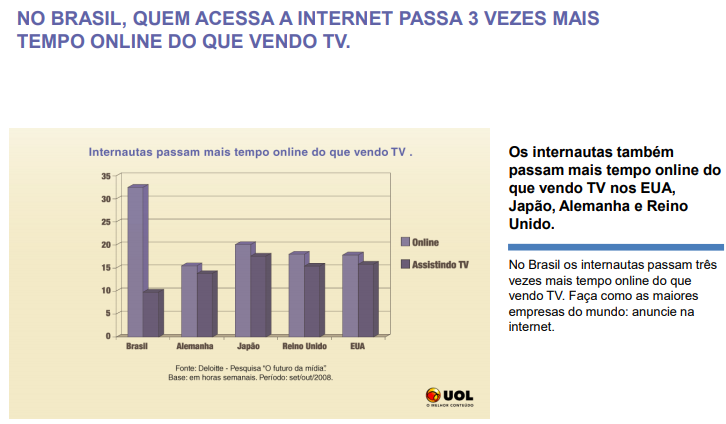 NO BRASIL, QUEM ACESSA A INTERNET PASSA 3 VEZES MAIS
TEMPO ONLINE DO QUE VENDO TV.
Internautas passam mais tempo online do que vendo TV .
35
30
25
20
15
10
5
0
Brasil
Alemanha
Japão
Reino Unido
EUA
Online
Assistindo TV
Fonte: Deloitte - Pesquisa "O futuro da mídia".
Base: em horas semanais. Período: set/out/2008.
UOL
O MELHOR CONTEÚDO
Os internautas também
passam mais tempo online do
que vendo TV nos EUA,
Japão, Alemanha e Reino
Unido.
No Brasil os internautas passam três
vezes mais tempo online do que
vendo TV. Faça como as maiores
empresas do mundo: anuncie na
internet.